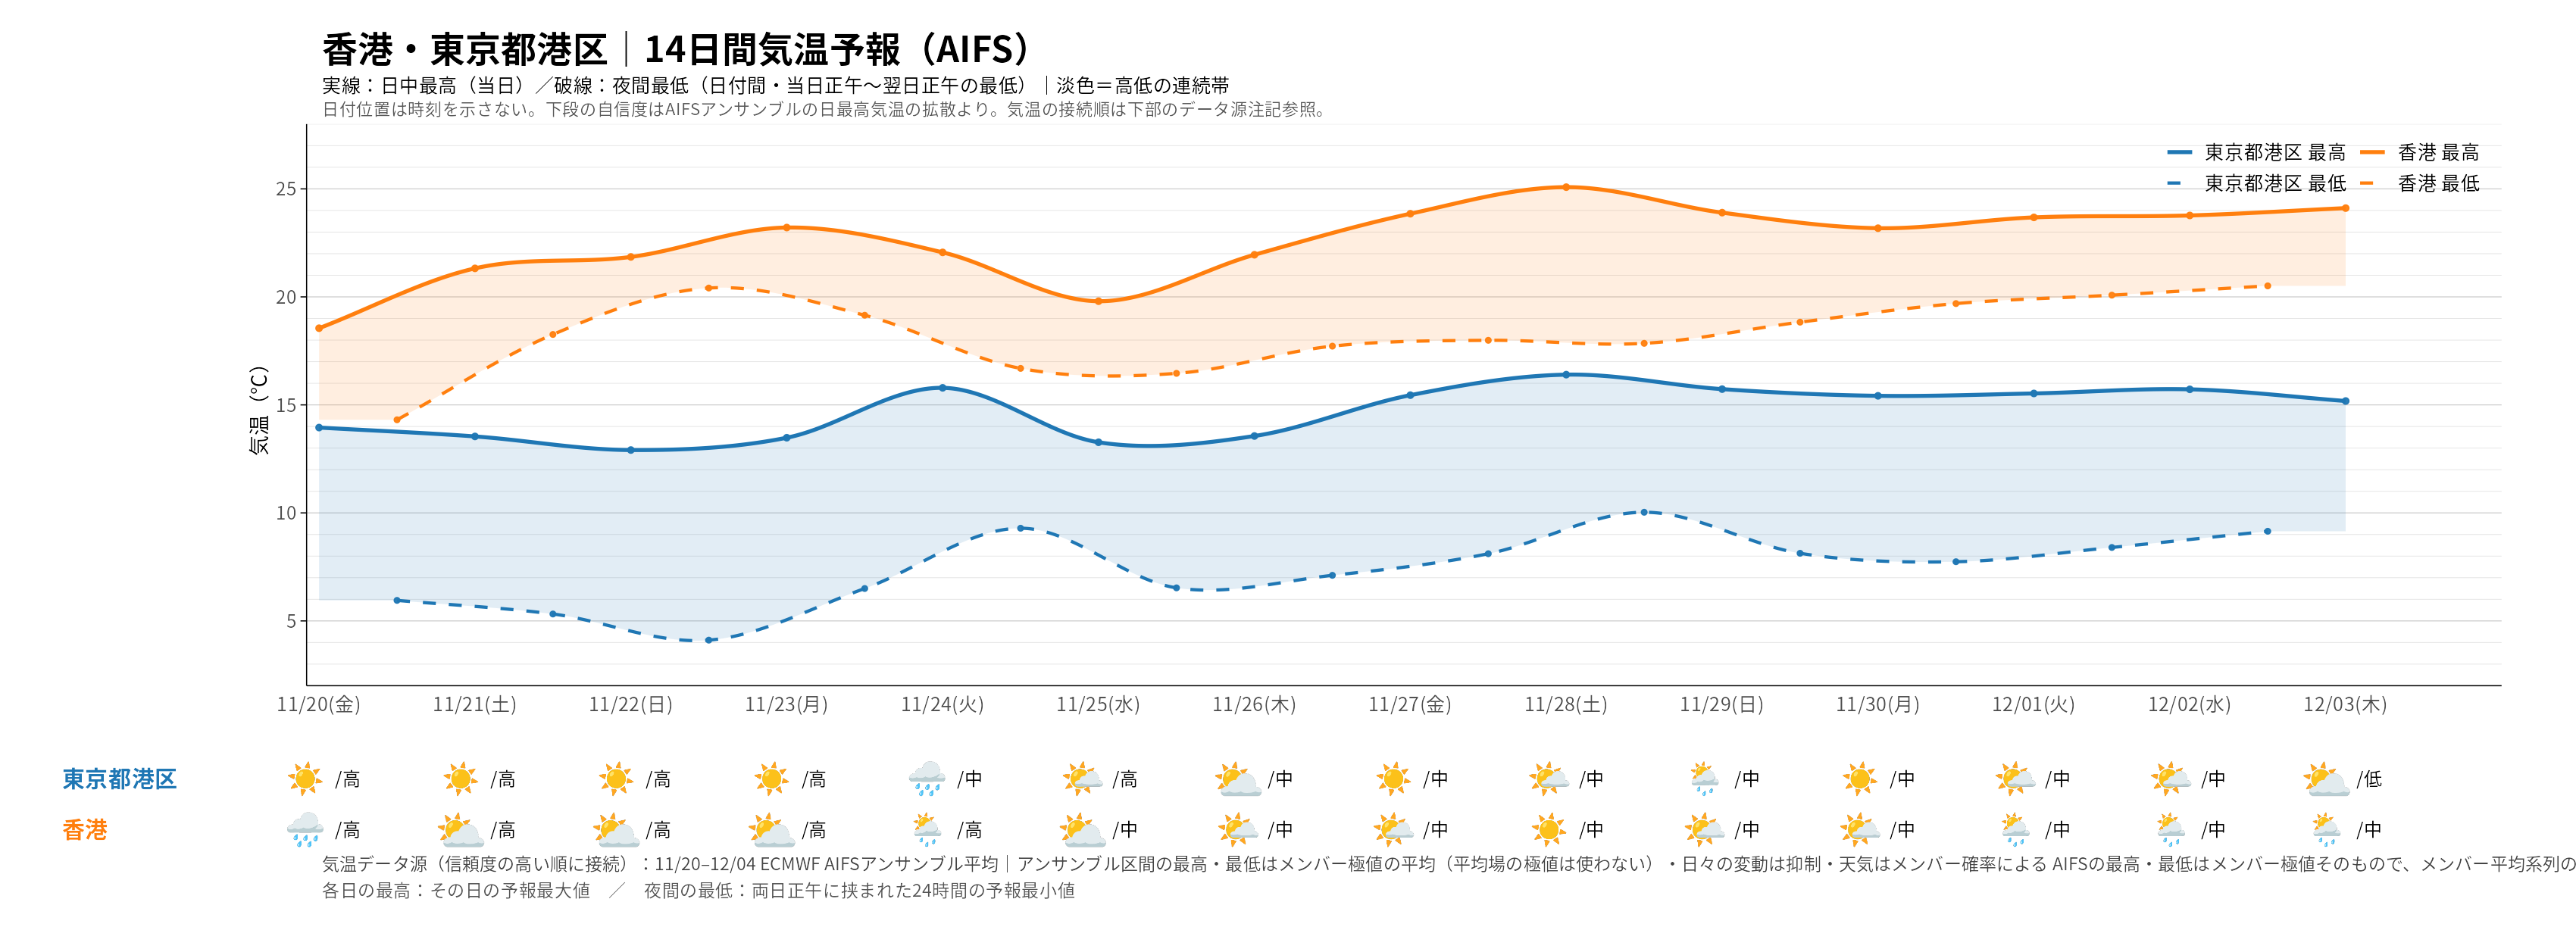 香港・東京都港区｜14日間気温予報（AIFS）
実線：日中最高（当日）／破線：夜間最低（日付間・当日正午～翌日正午の最低）｜淡色＝高低の連続帯
日付位置は時刻を示さない。下段の自信度はAIFSアンサンブルの日最高気温の拡散より。気温の接続順は下部のデータ源注記参照。
東京都港区 最高 香港 最高
東京都港区 最低 香港 最低
25
20
15
10
5
気温（°C）
11/20(金) 11/21(土) 11/22(日) 11/23(月) 11/24(火) 11/25(水) 11/26(木) 11/27(金) 11/28(土) 11/29(日) 11/30(月) 12/01(火) 12/02(水) 12/03(木)
東京都港区 /高 /高 /高 /高 /中 /高 /中 /中 /中 /中 /中 /中 /中 /低
香港 /高 /高 /高 /高 /高 /中 /中 /中 /中 /中 /中 /中 /中 /中
気温データ源（信頼度の高い順に接続）：11/20–12/04 ECMWF AIFSアンサンブル平均｜アンサンブル区間の最高・最低はメンバー極値の平均（平均場の極値は使わない）・日々の変動は抑制・天気はメンバー確率による AIFSの最高・最低はメンバー極値そのもので、メンバー平均系列の
各日の最高：その日の予報最大値　／　夜間の最低：両日正午に挟まれた24時間の予報最小値